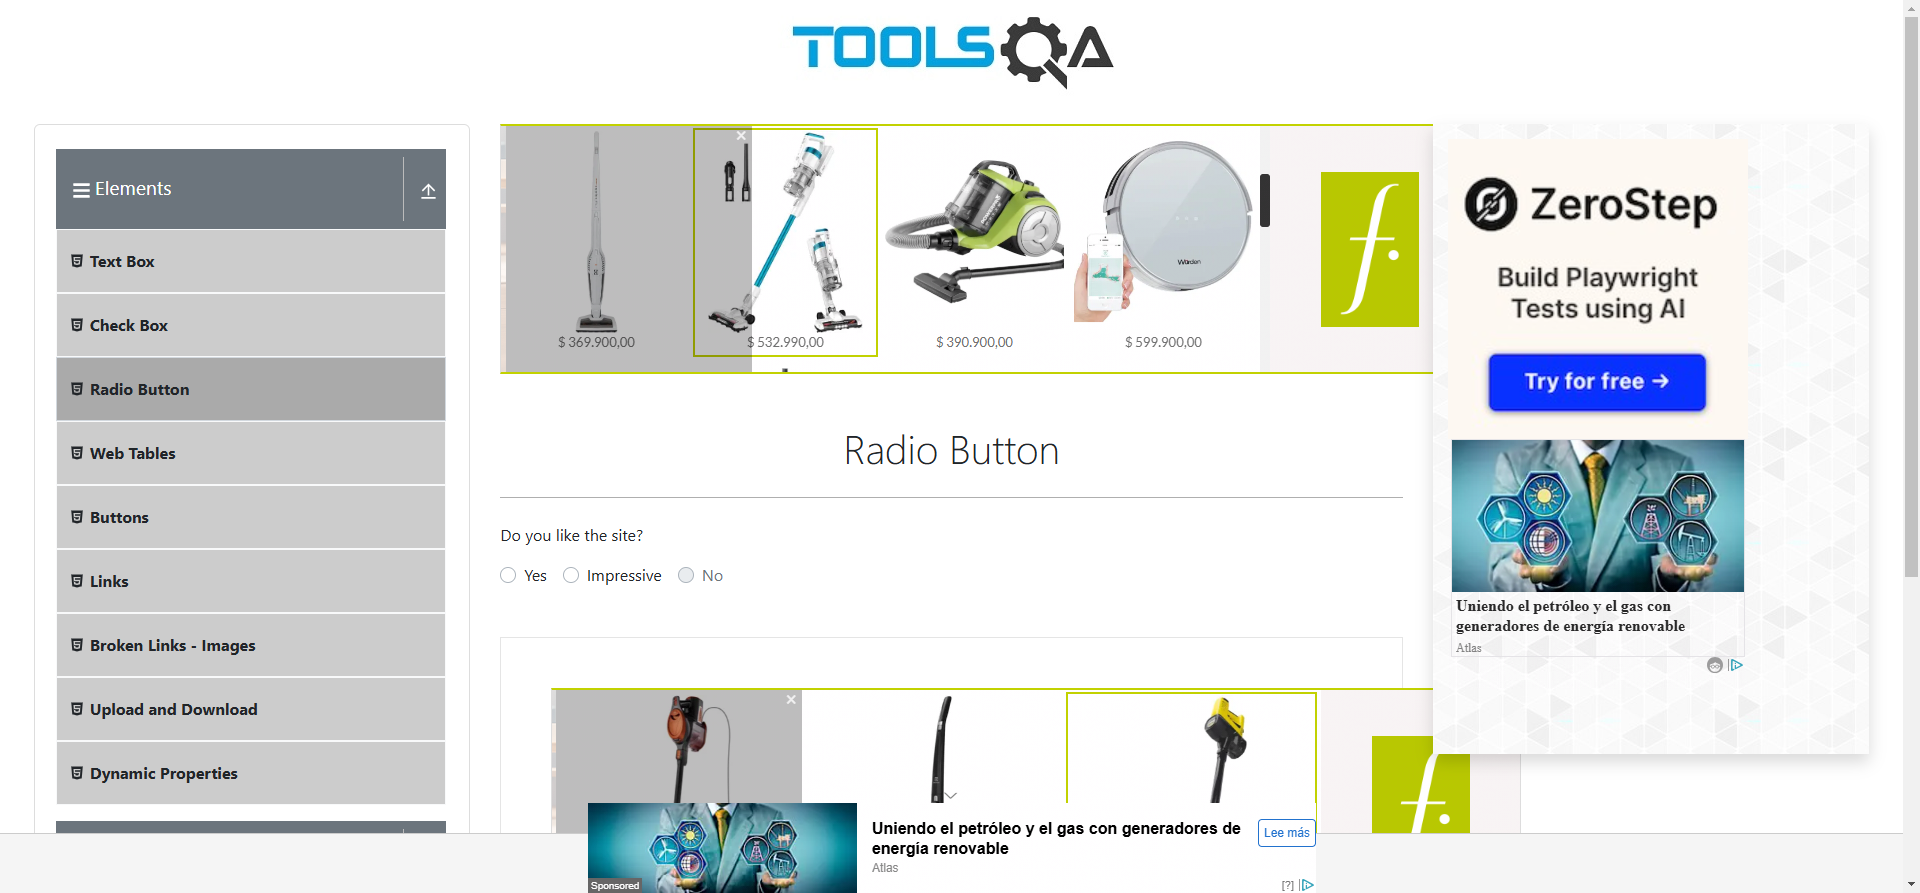 TOOLSQA
Elements
Text Box
Check Box
Radio Button
Web Tables
Buttons
Links
Broken Links - Images
Upload and Download
Dynamic Properties
$ 369.900,00
$ 532.990,00
$ 390.900,00
$ 599.900,00
Warden
f.
Radio Button
Do you like the site?
Yes
Impressive
No
ZeroStep
Build Playwright
Tests using AI
Try for free →
Uniendo el petróleo y el gas con
generadores de energía renovable
Atlas
f.
Sponsored
Uniendo el petróleo y el gas con generadores de
energía renovable
Atlas
Lee más
[?]